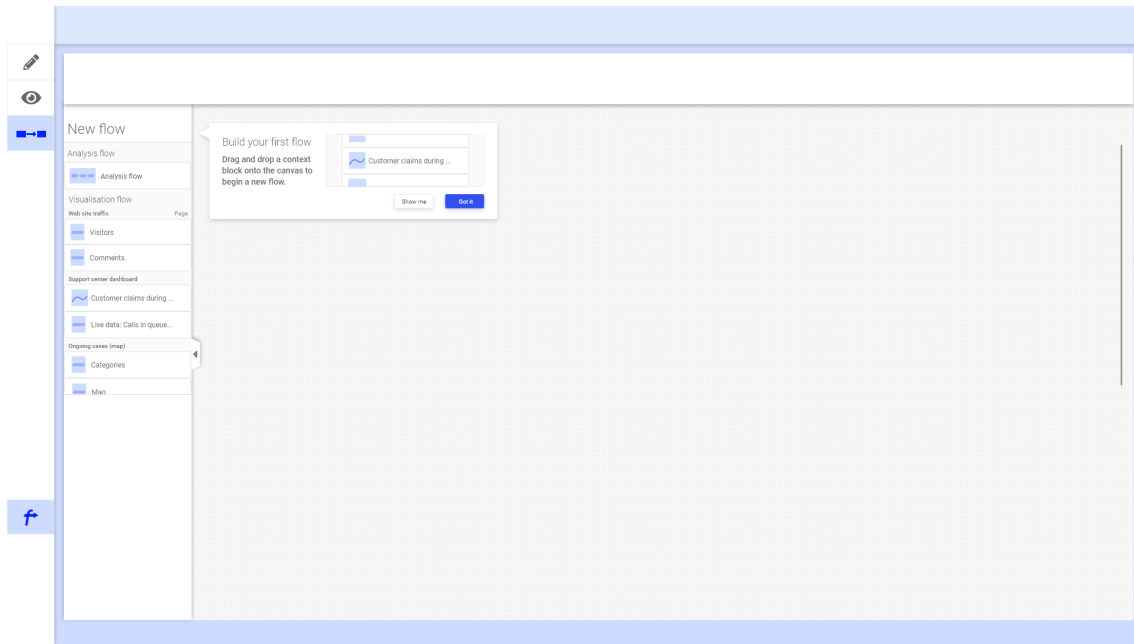 New flow
Analysis flow
Analysis flow
Visualisation flow
Web site traffic Page
Visitors
Comments
Support center dashboard
Customer claims during ...
Live data: Calls in queue...
Ongoing cases (map)
Categories
Map
Build your first flow
Drag and drop a context
block onto the canvas to
begin a new flow.
Customer claims during ...
Show me Got it